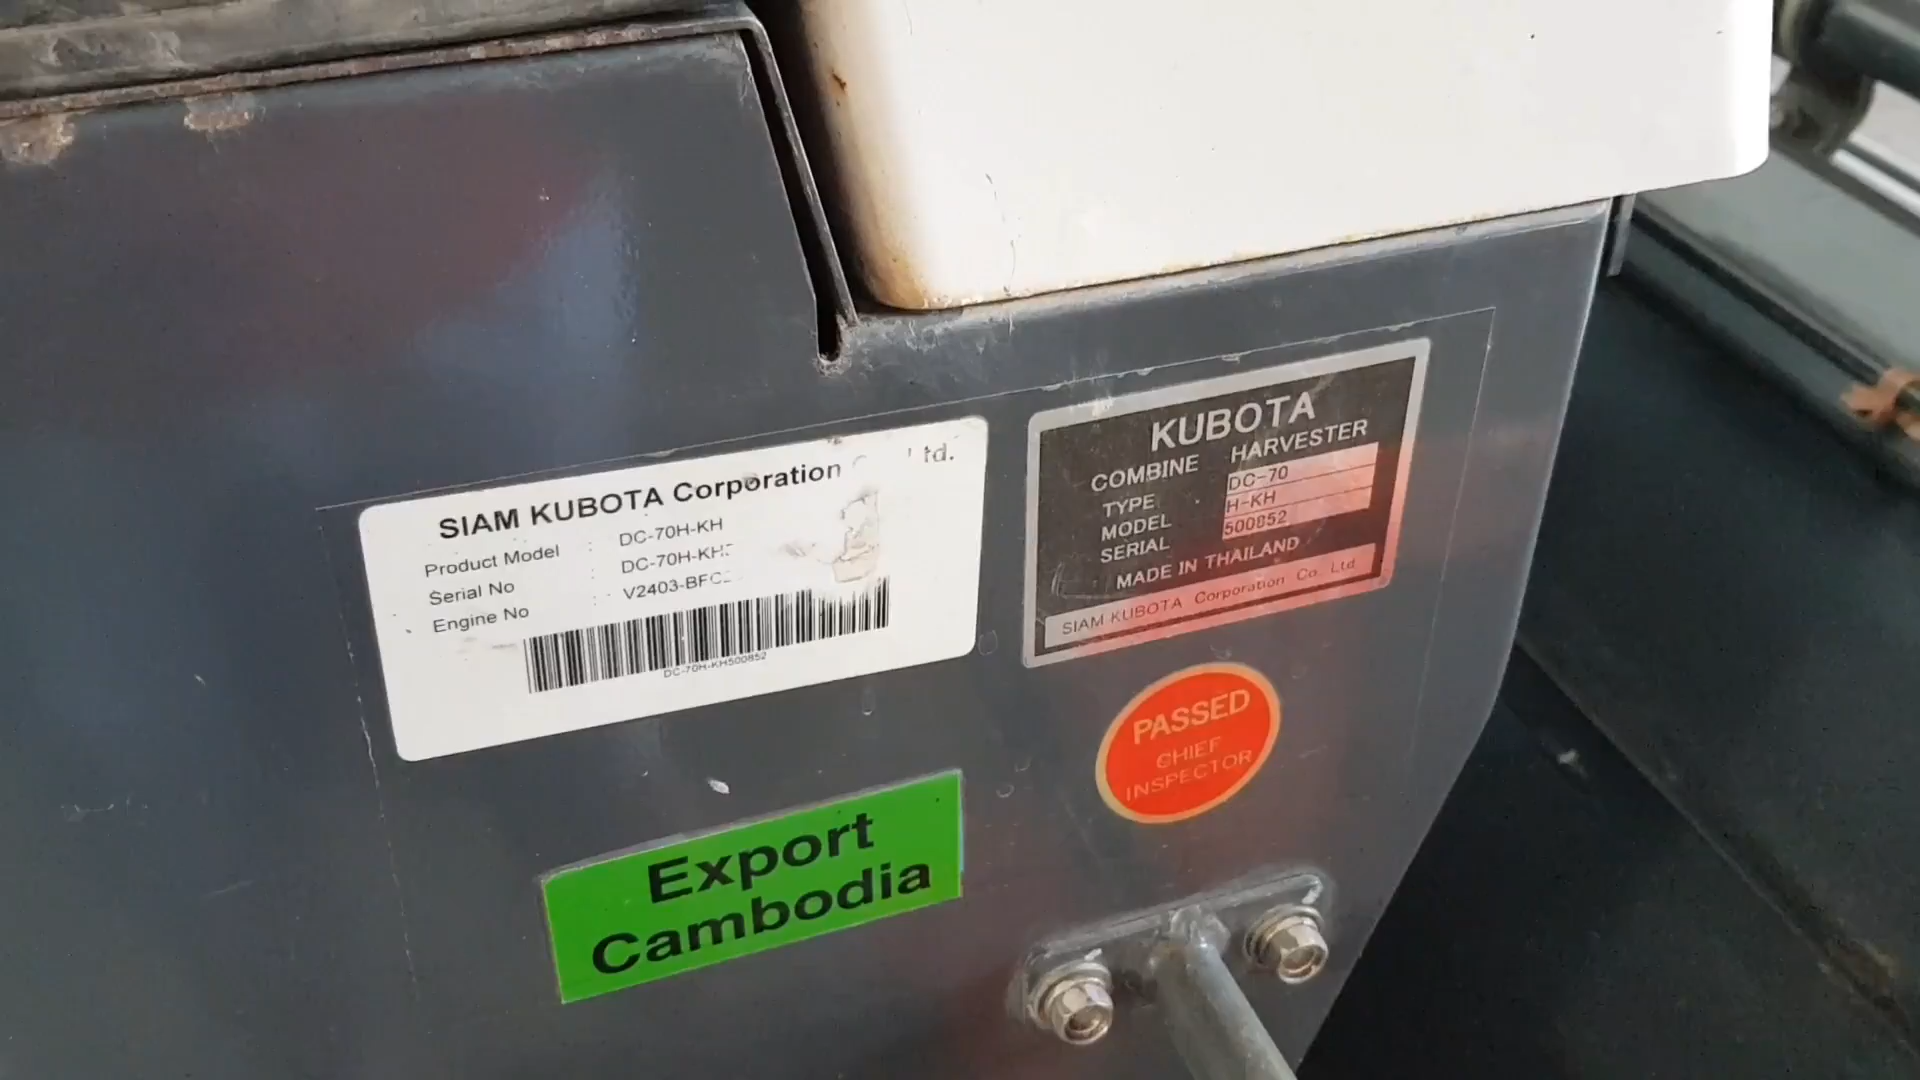 SIAM KUBOTA Corporation td.
Product Model : DC-70H-KH
Serial No : DC-70H-KH
Engine No : V2403-BFC
DC-70H-KH500852
KUBOTA
COMBINE HARVESTER
TYPE DC-70
MODEL H-KH
SERIAL 500852
MADE IN THAILAND
SIAM KUBOTA Corporation Co. Ltd
PASSED
CHIEF
INSPECTOR
Export
Cambodia